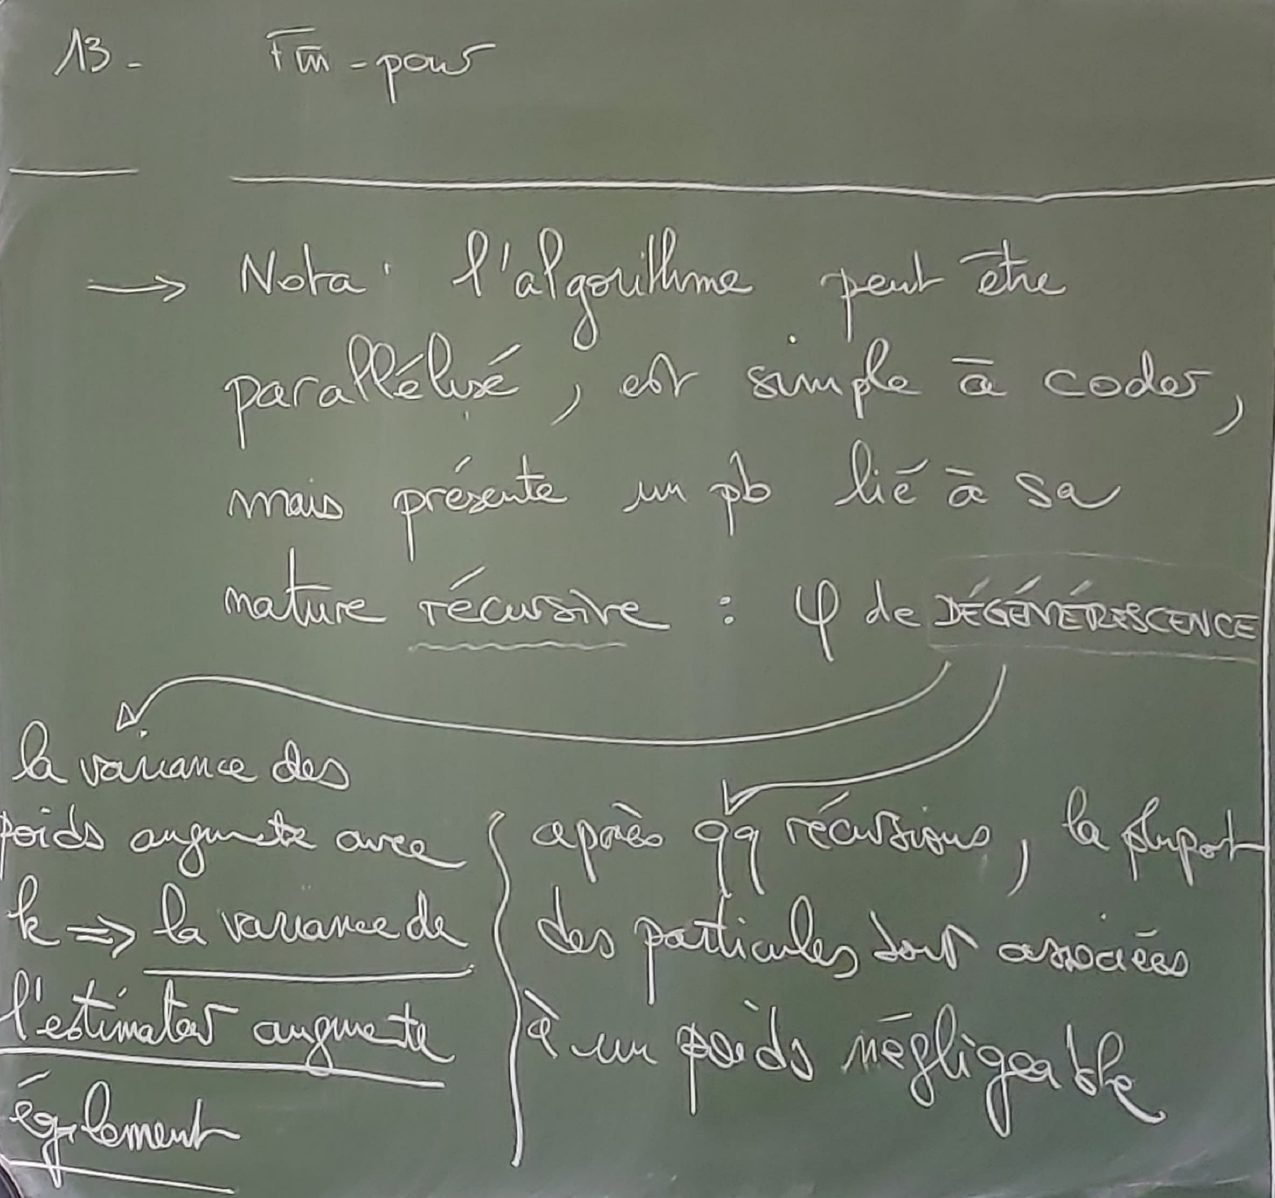 13- Fin-pour
→ Nota : l'algorithme peut être
parallélisé, est simple à coder,
mais présente un pb lié à sa
nature récursive : φ de DÉGÉNÉRESCENCE
la variance des
poids augmente avec
k ⇒ la variance de
l'estimateur augmente
également
après qq récursions, la plupart
des particules sont associées
à un poids négligeable